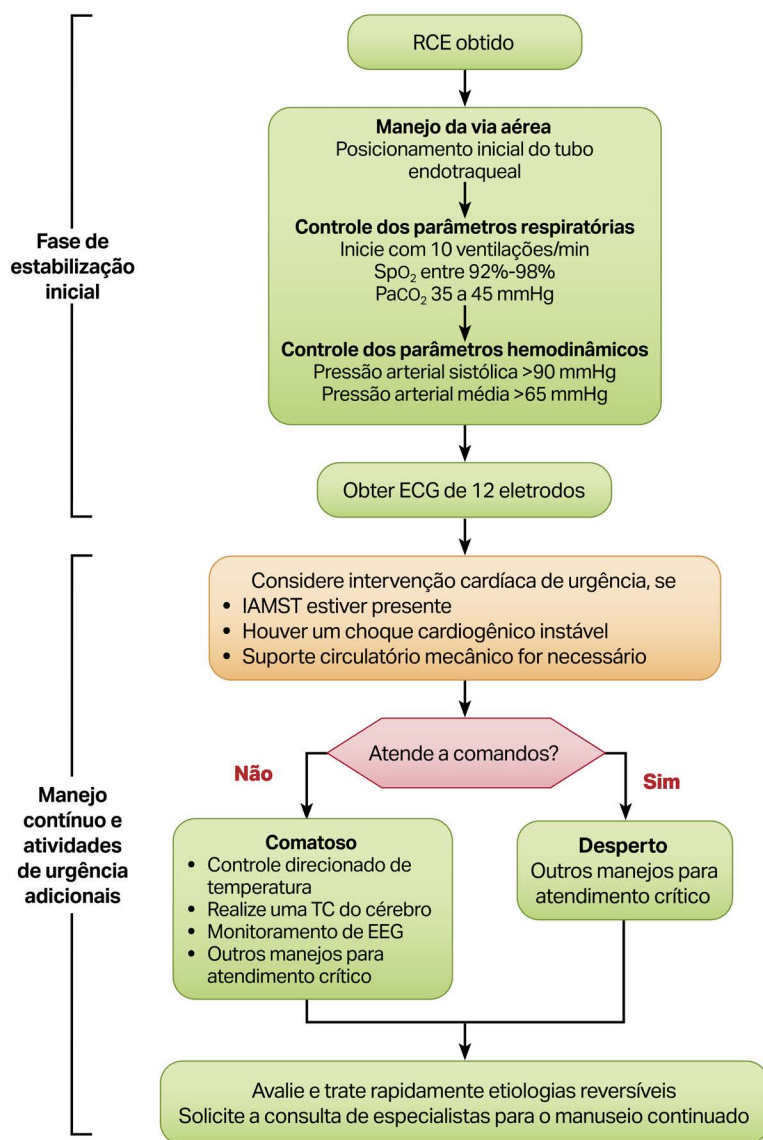 RCE obtido
Manejo da via aérea
Posicionamento inicial do tubo
endotraqueal
Controle dos parâmetros respiratórias
Inicie com 10 ventilações/min
SpO₂ entre 92%-98%
PaCO₂ 35 a 45 mmHg
Controle dos parâmetros hemodinâmicos
Pressão arterial sistólica >90 mmHg
Pressão arterial média >65 mmHg
Fase de
estabilização
inicial
Obter ECG de 12 eletrodos
Considere intervenção cardíaca de urgência, se
• IAMST estiver presente
• Houver um choque cardiogênico instável
• Suporte circulatório mecânico for necessário
Atende a comandos?
Não
Sim
Manejo
contínuo e
atividades
de urgência
adicionais
Comatoso
• Controle direcionado de
temperatura
• Realize uma TC do cérebro
• Monitoramento de EEG
• Outros manejos para
atendimento crítico
Desperto
Outros manejos para
atendimento crítico
Avalie e trate rapidamente etiologias reversíveis
Solicite a consulta de especialistas para o manuseio continuado